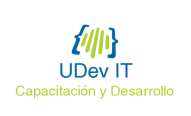 UDev IT
Capacitación y Desarrollo